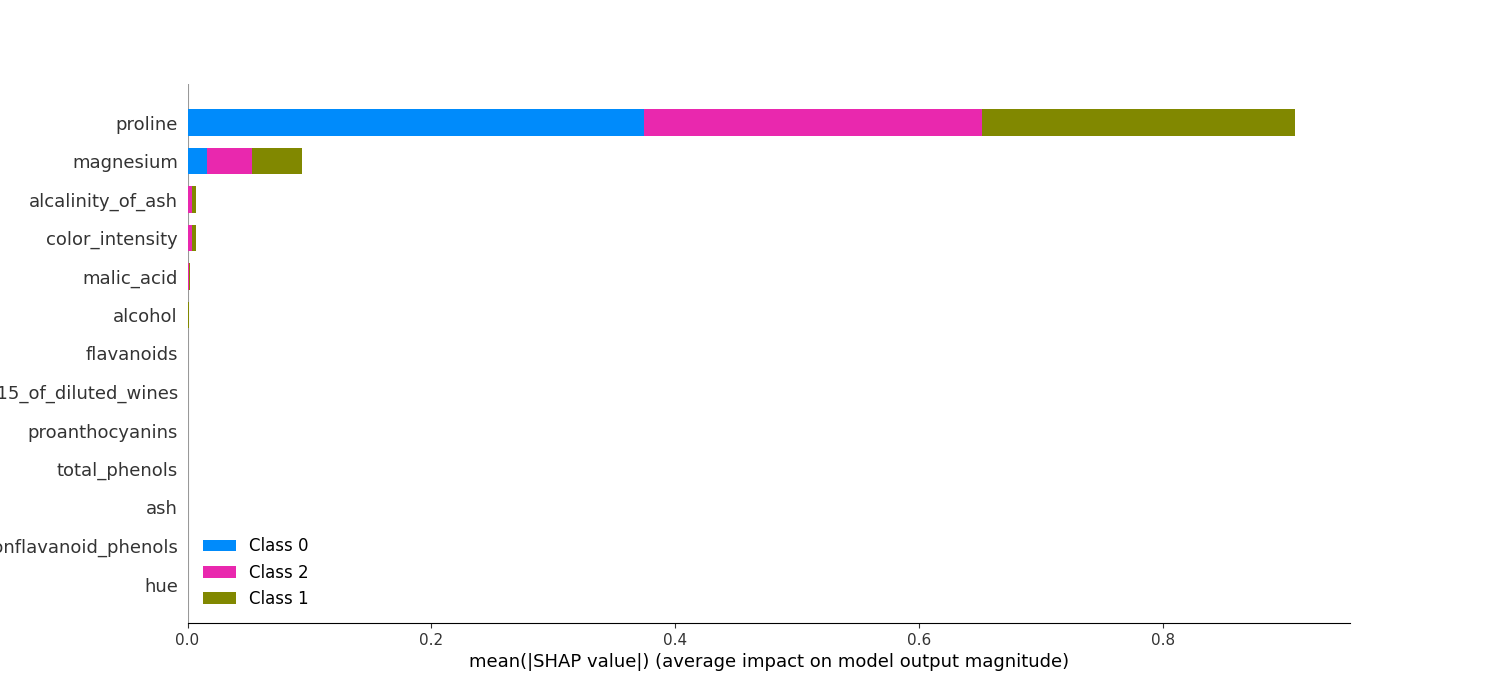 proline
magnesium
alcalinity_of_ash
color_intensity
malic_acid
alcohol
flavanoids
15_of_diluted_wines
proanthocyanins
total_phenols
ash
onflavanoid_phenols
hue
Class 0
Class 2
Class 1
0.0 0.2 0.4 0.6 0.8
mean(|SHAP value|) (average impact on model output magnitude)